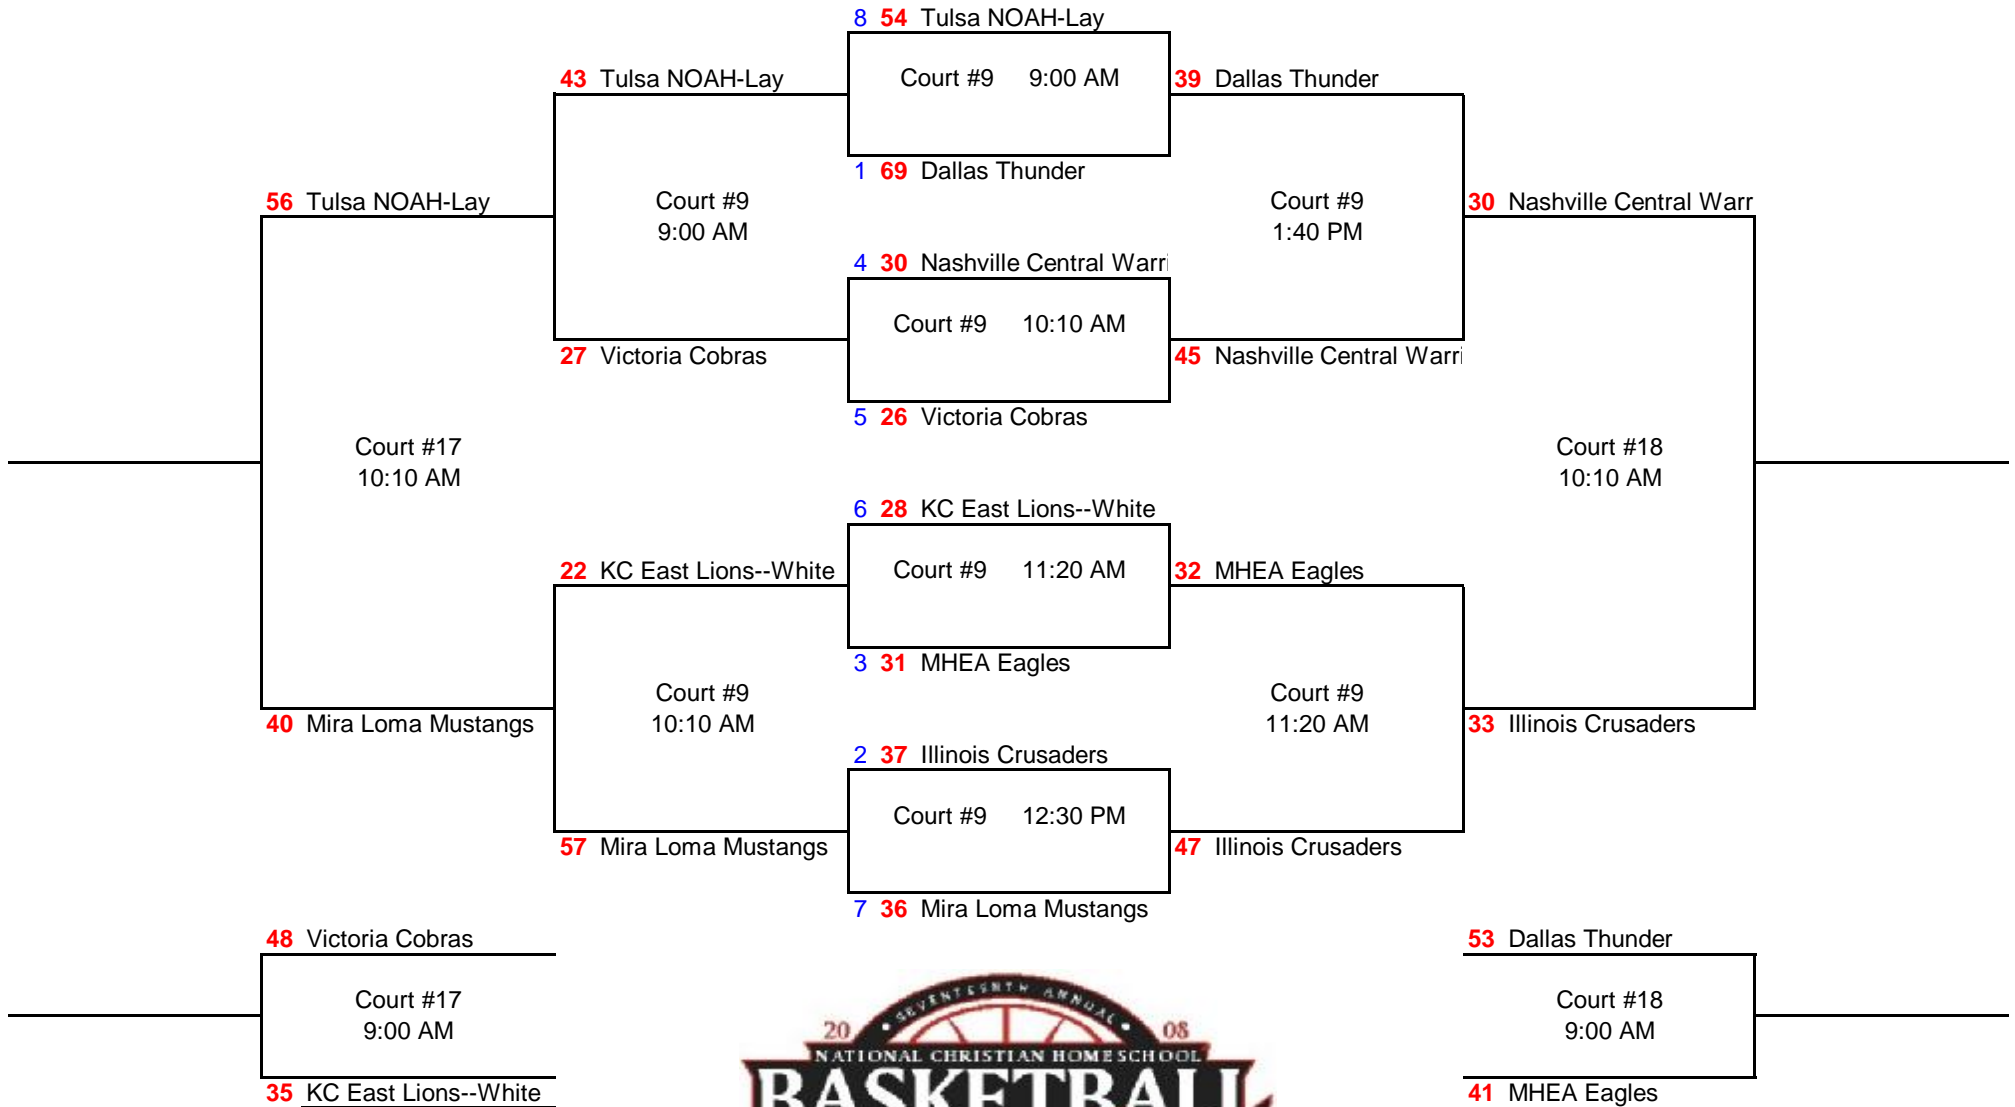 8 54 Tulsa NOAH-Lay
43 Tulsa NOAH-Lay
Court #9 9:00 AM
39 Dallas Thunder
1 69 Dallas Thunder
56 Tulsa NOAH-Lay
Court #9
9:00 AM
Court #9
1:40 PM
30 Nashville Central Warr
4 30 Nashville Central Warri
Court #9 10:10 AM
27 Victoria Cobras
45 Nashville Central Warri
5 26 Victoria Cobras
Court #17
10:10 AM
Court #18
10:10 AM
6 28 KC East Lions--White
22 KC East Lions--White
Court #9 11:20 AM
32 MHEA Eagles
3 31 MHEA Eagles
Court #9
10:10 AM
Court #9
11:20 AM
40 Mira Loma Mustangs
33 Illinois Crusaders
2 37 Illinois Crusaders
Court #9 12:30 PM
57 Mira Loma Mustangs
47 Illinois Crusaders
7 36 Mira Loma Mustangs
48 Victoria Cobras
53 Dallas Thunder
Court #17
9:00 AM
Court #18
9:00 AM
35 KC East Lions--White
41 MHEA Eagles
SEVENTEENTH ANNUAL
20 08
NATIONAL CHRISTIAN HOMESCHOOL
BASKETBALL